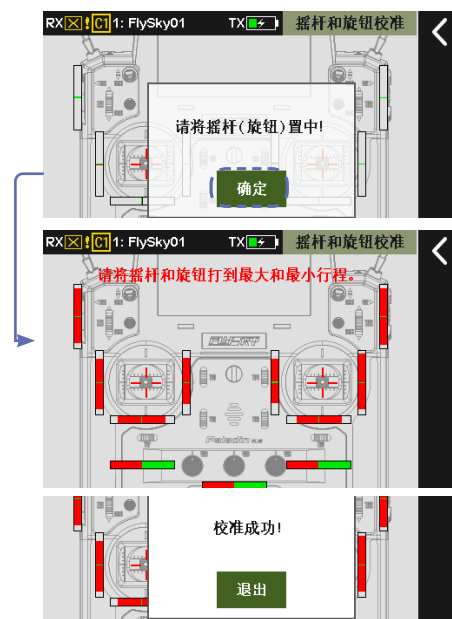 RX C1 1: FlySky01 TX 摇杆和旋钮校准
请将摇杆(旋钮)置中!
确定
RX C1 1: FlySky01 TX 摇杆和旋钮校准
请将摇杆和旋钮打到最大和最小行程。
FLYSKY
Paladin
校准成功!
退出